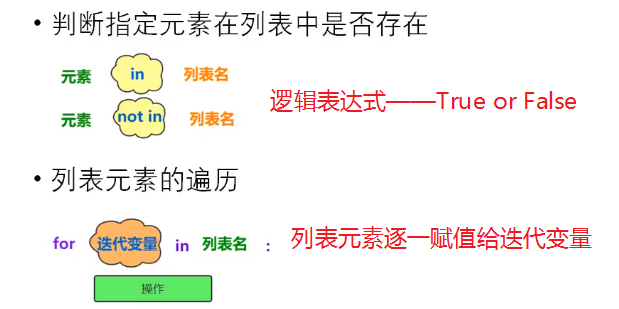 • 判断指定元素在列表中是否存在
元素 in 列表名
元素 not in 列表名
逻辑表达式——True or False
• 列表元素的遍历
for 迭代变量 in 列表名 : 列表元素逐一赋值给迭代变量
操作